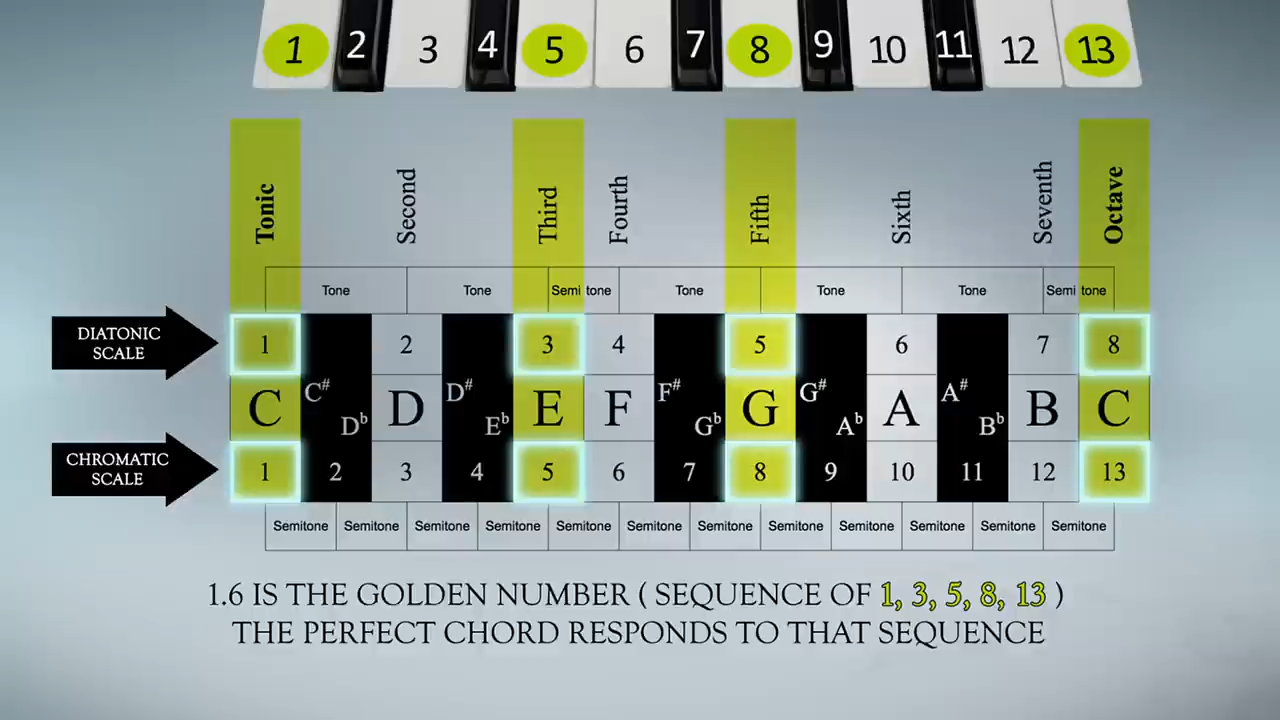 1 2 3 4 5 6 7 8 9 10 11 12 13
Tonic Second Third Fourth Fifth Sixth Seventh Octave
Tone Tone Semi tone Tone Tone Tone Semi tone
DIATONIC
SCALE
1 2 3 4 5 6 7 8
C C# Db D D# Eb E F F# Gb G G# Ab A A# Bb B C
CHROMATIC
SCALE
1 2 3 4 5 6 7 8 9 10 11 12 13
Semitone Semitone Semitone Semitone Semitone Semitone Semitone Semitone Semitone Semitone Semitone Semitone
1.6 IS THE GOLDEN NUMBER ( SEQUENCE OF 1, 3, 5, 8, 13 )
THE PERFECT CHORD RESPONDS TO THAT SEQUENCE